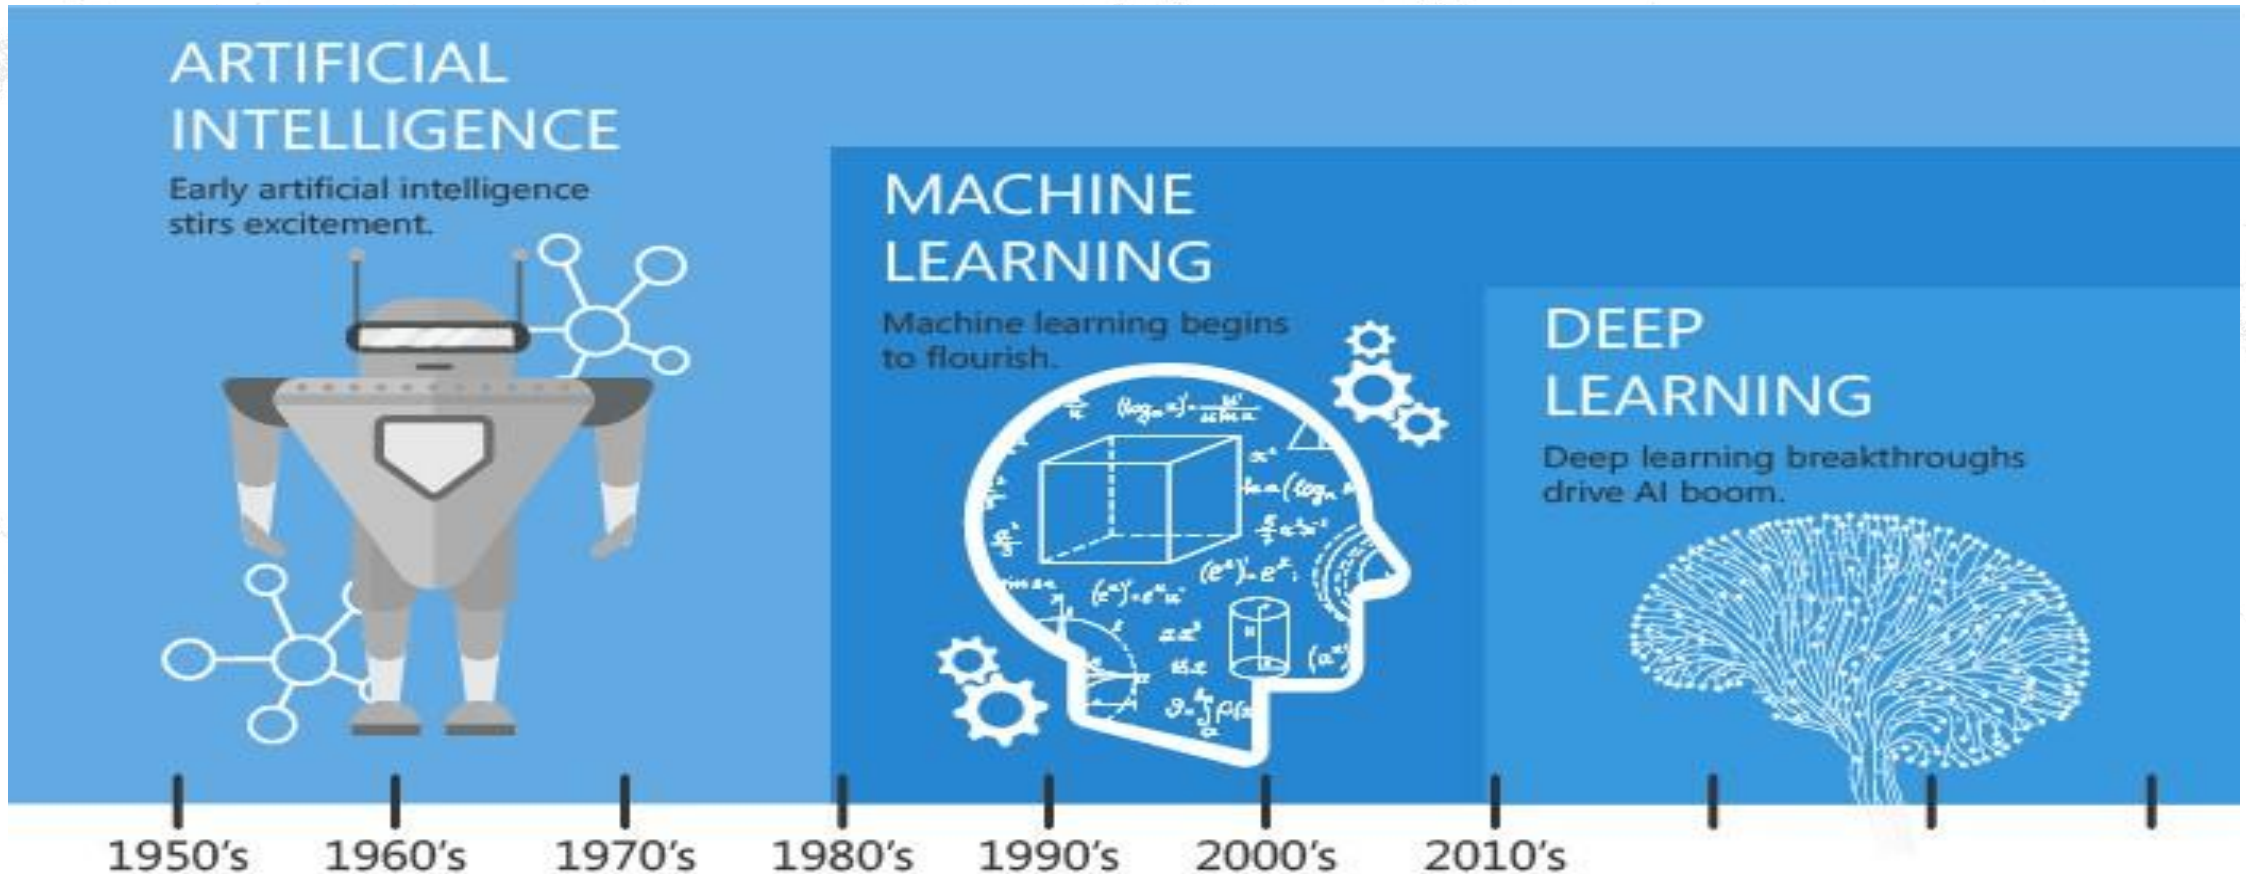 ARTIFICIAL
INTELLIGENCE
Early artificial intelligence
stirs excitement.
MACHINE
LEARNING
Machine learning begins
to flourish.
DEEP
LEARNING
Deep learning breakthroughs
drive AI boom.
1950's 1960's 1970's 1980's 1990's 2000's 2010's